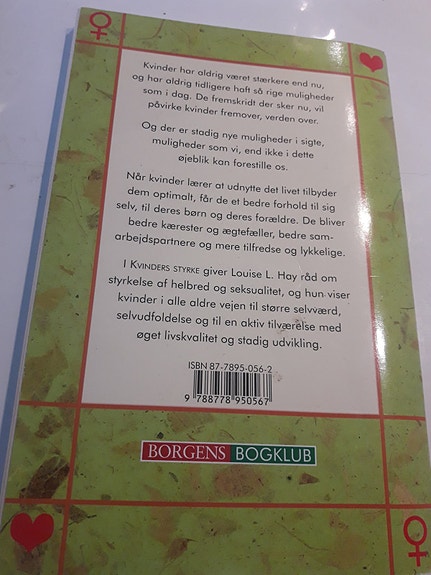 Kvinder har aldrig været stærkere end nu,
og har aldrig tidligere haft så rige muligheder
som i dag. De fremskridt der sker nu, vil
påvirke kvinder fremover, verden over.
Og der er stadig nye muligheder i sigte,
muligheder som vi, end ikke i dette
øjeblik kan forestille os.
Når kvinder lærer at udnytte det livet tilbyder
dem optimalt, får de et bedre forhold til sig
selv, til deres børn og deres forældre. De bliver
bedre kærester og ægtefæller, bedre sam-
arbejdspartnere og mere tilfredse og lykkelige.
I KVINDERS STYRKE giver Louise L. Hay råd om
styrkelse af helbred og seksualitet, og hun viser
kvinder i alle aldre vejen til større selvværd,
selvudfoldelse og til en aktiv tilværelse med
øget livskvalitet og stadig udvikling.
ISBN 87-7895-056-2
9 788778 950567
BORGENS BOGKLUB